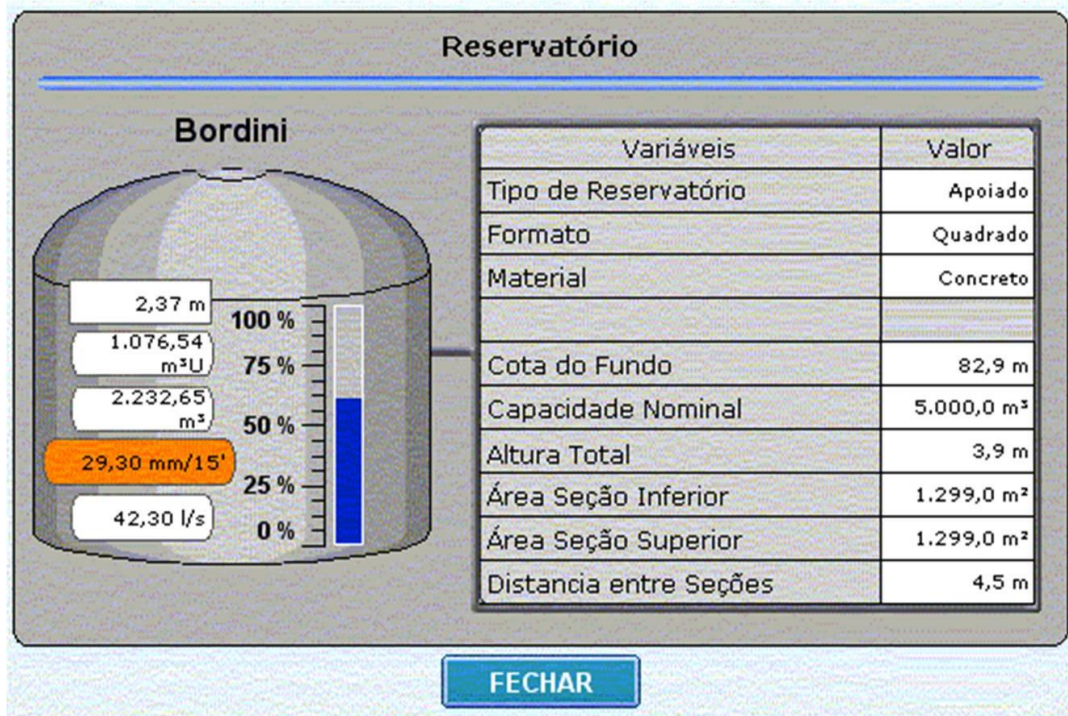 Reservatório
Bordini
2,37 m
1.076,54
m³U
2.232,65
m³
29,30 mm/15'
42,30 l/s
100 %
75 %
50 %
25 %
0 %
Variáveis Valor
Tipo de Reservatório Apoiado
Formato Quadrado
Material Concreto
Cota do Fundo 82,9 m
Capacidade Nominal 5.000,0 m³
Altura Total 3,9 m
Área Seção Inferior 1.299,0 m²
Área Seção Superior 1.299,0 m²
Distancia entre Seções 4,5 m
FECHAR